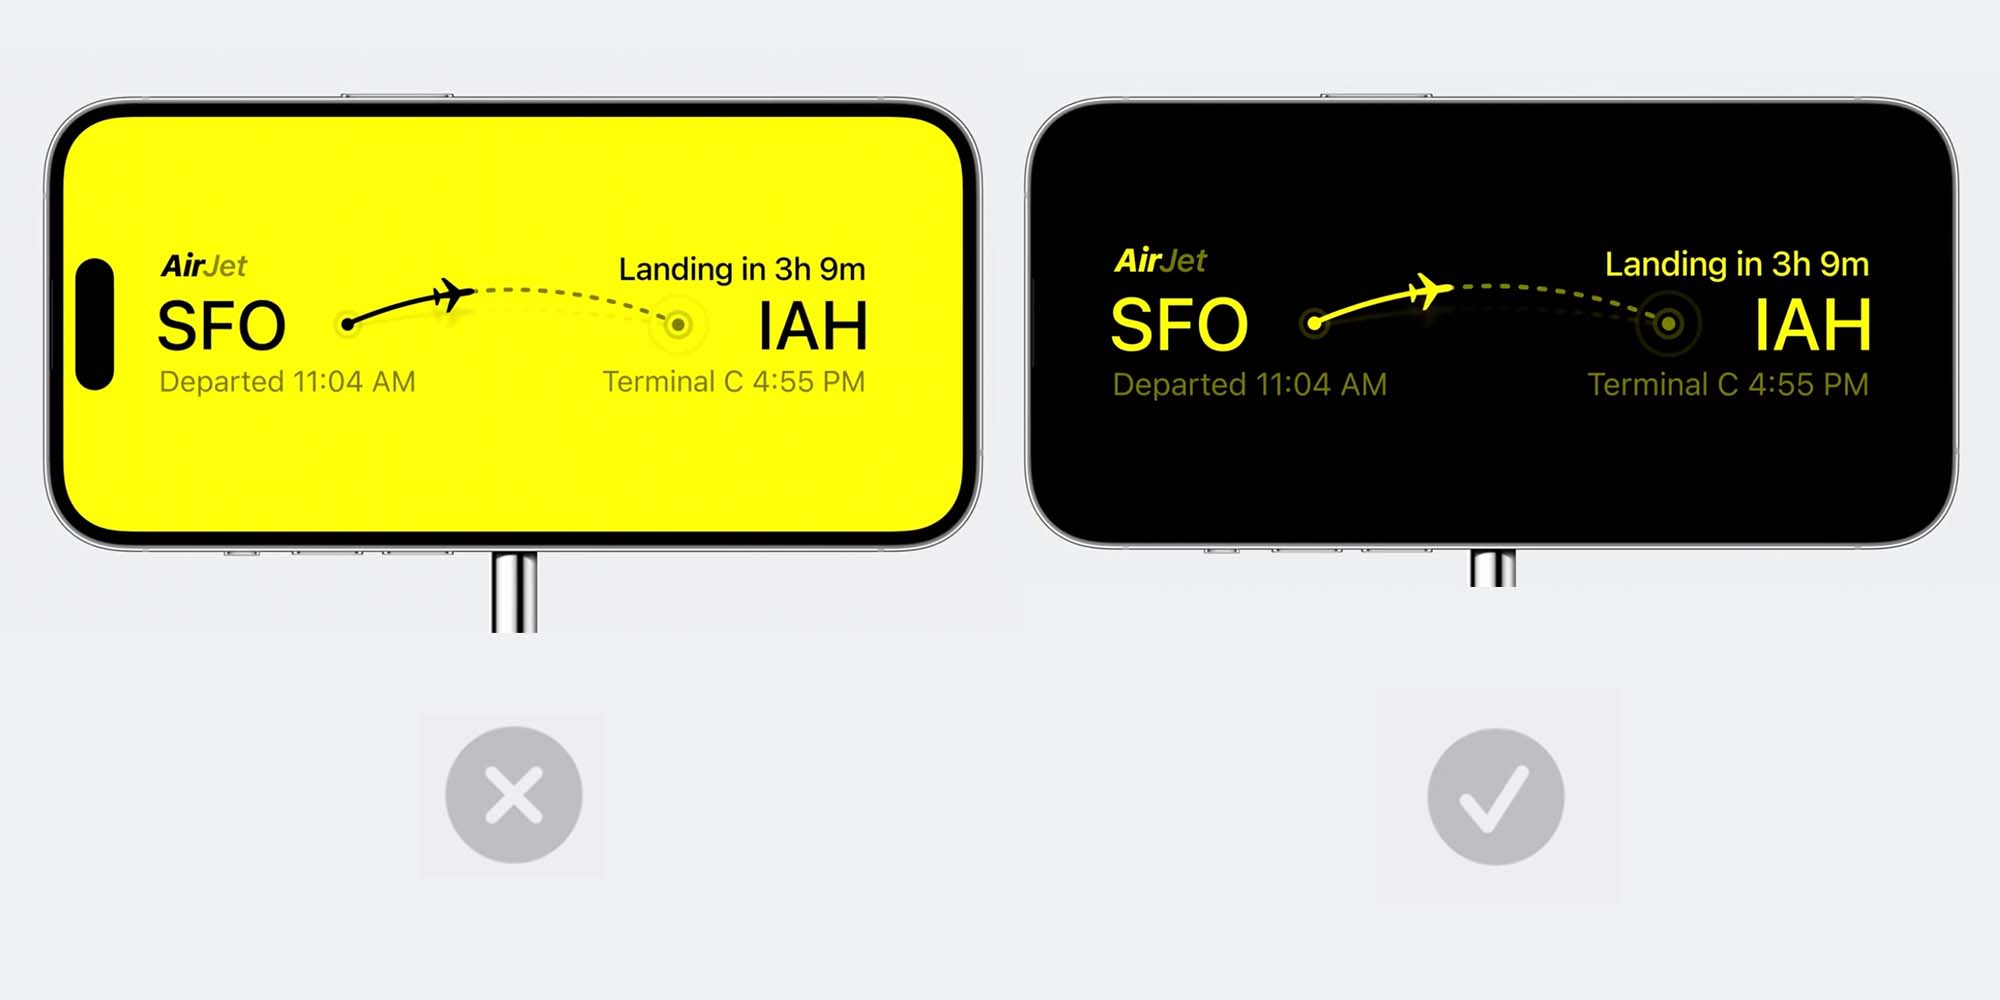 AirJet
SFO
Departed 11:04 AM
Landing in 3h 9m
IAH
Terminal C 4:55 PM
AirJet
SFO
Departed 11:04 AM
Landing in 3h 9m
IAH
Terminal C 4:55 PM